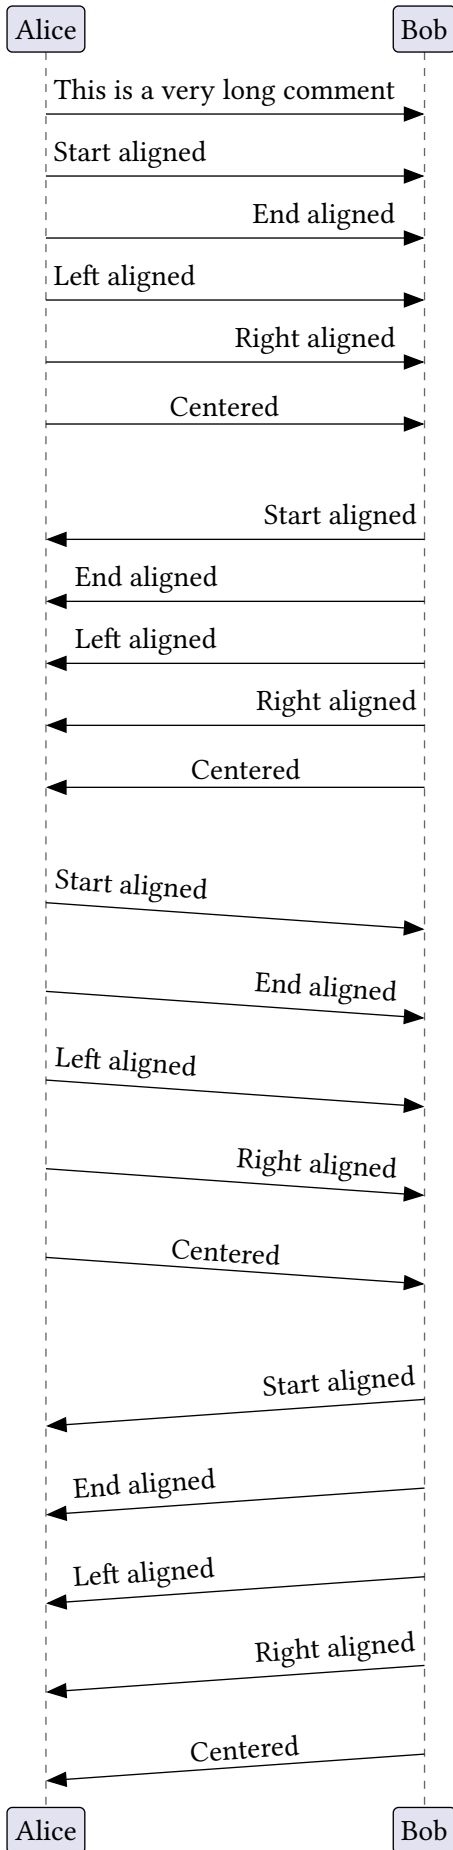 Alice Bob
This is a very long comment
Start aligned
End aligned
Left aligned
Right aligned
Centered
Start aligned
End aligned
Left aligned
Right aligned
Centered
Start aligned
End aligned
Left aligned
Right aligned
Centered
Start aligned
End aligned
Left aligned
Right aligned
Centered
Alice Bob